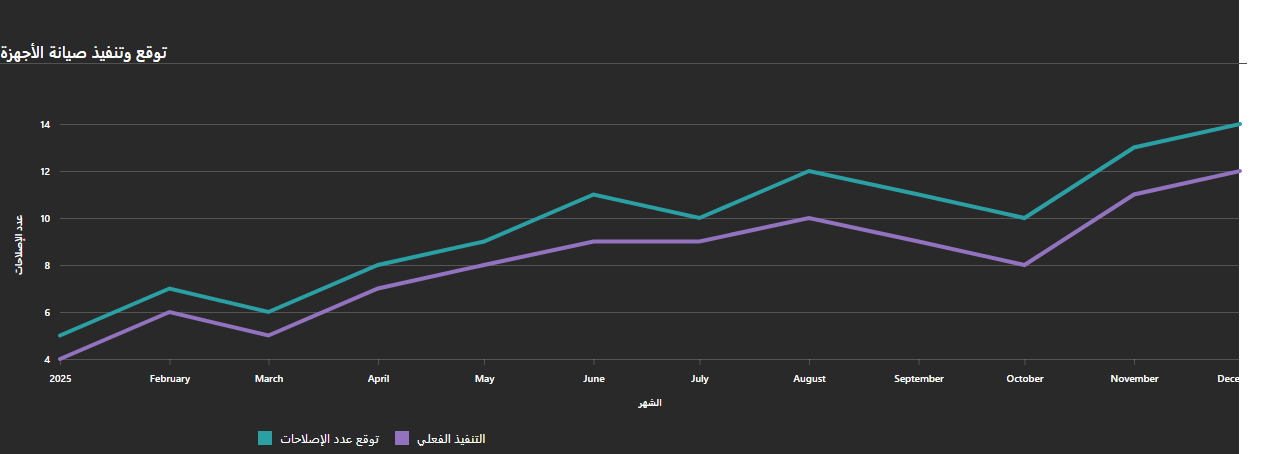 توقع وتنفيذ صيانة الأجهزة
14
12
10
8
6
4
عدد الإصلاحات
2025 February March April May June July August September October November Dece
الشهر
توقع عدد الإصلاحات التنفيذ الفعلي